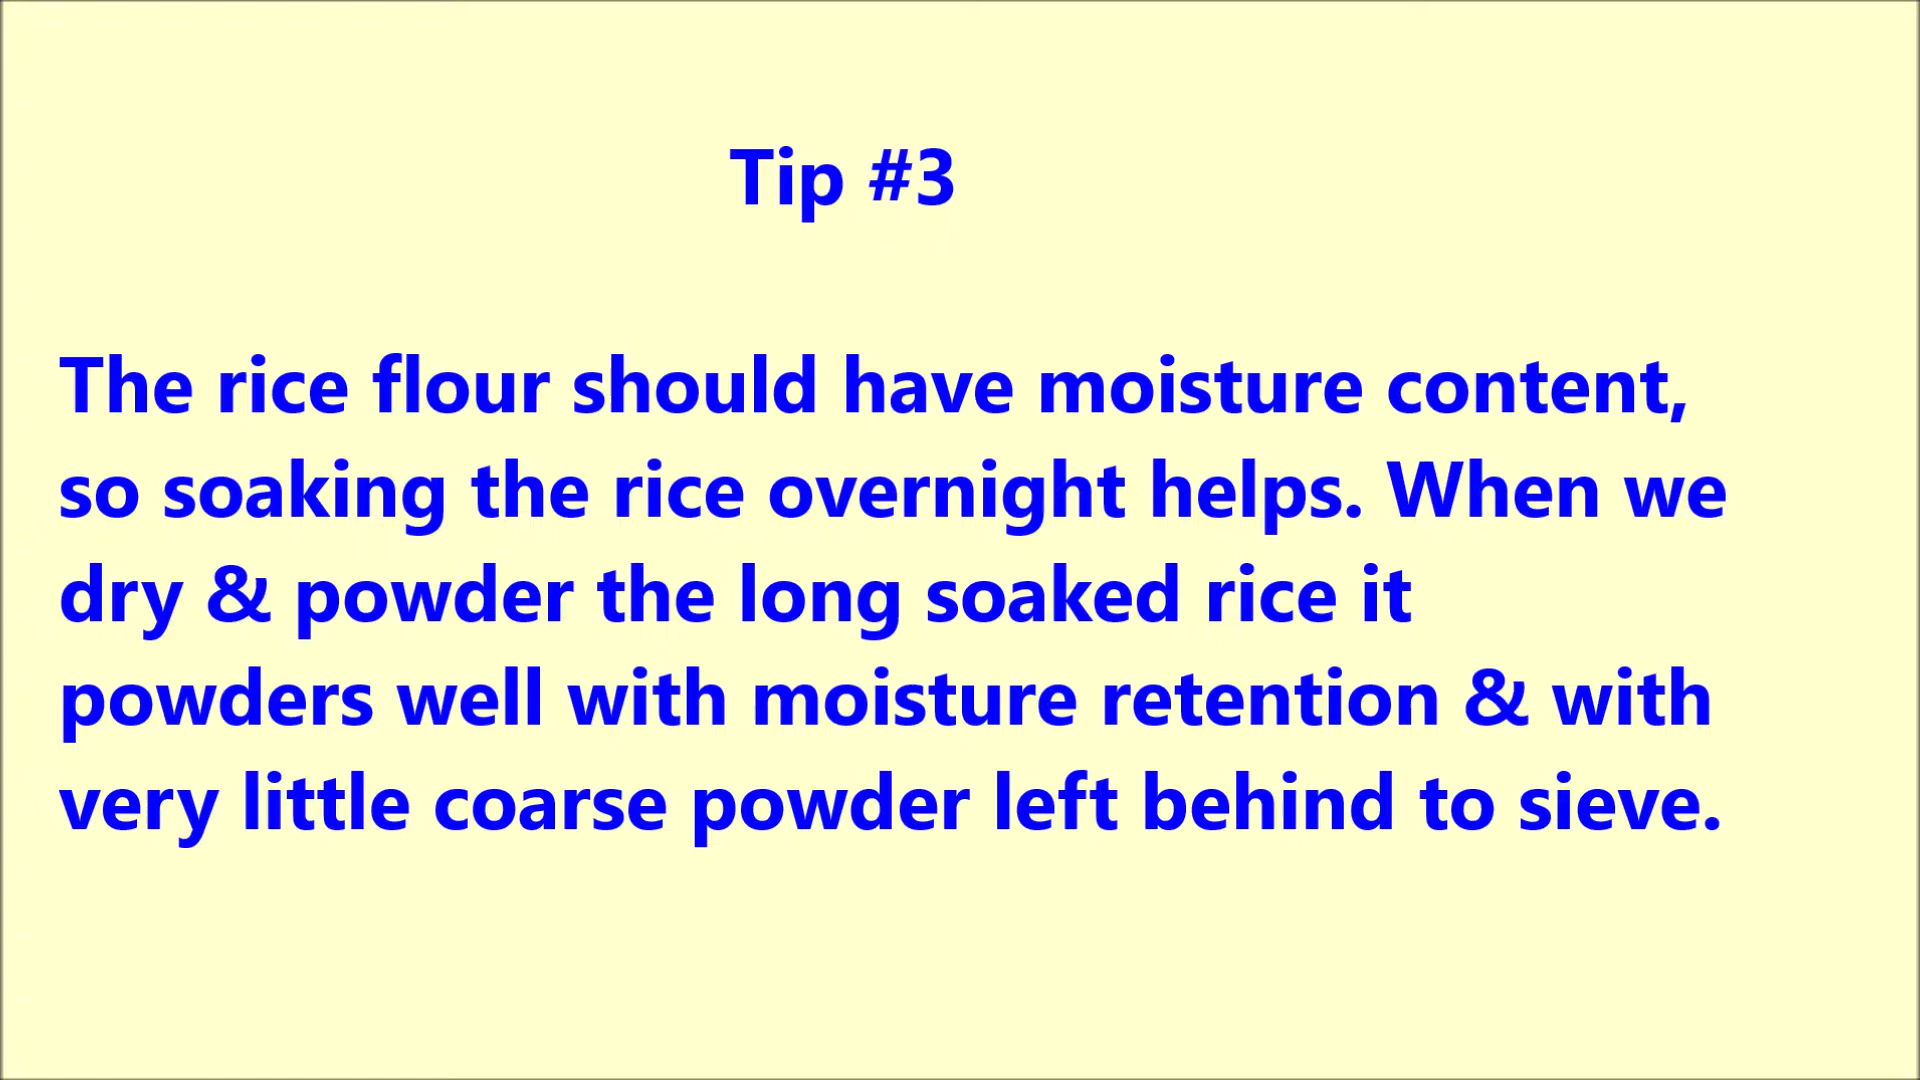 Tip #3
The rice flour should have moisture content,
so soaking the rice overnight helps. When we
dry & powder the long soaked rice it
powders well with moisture retention & with
very little coarse powder left behind to sieve.